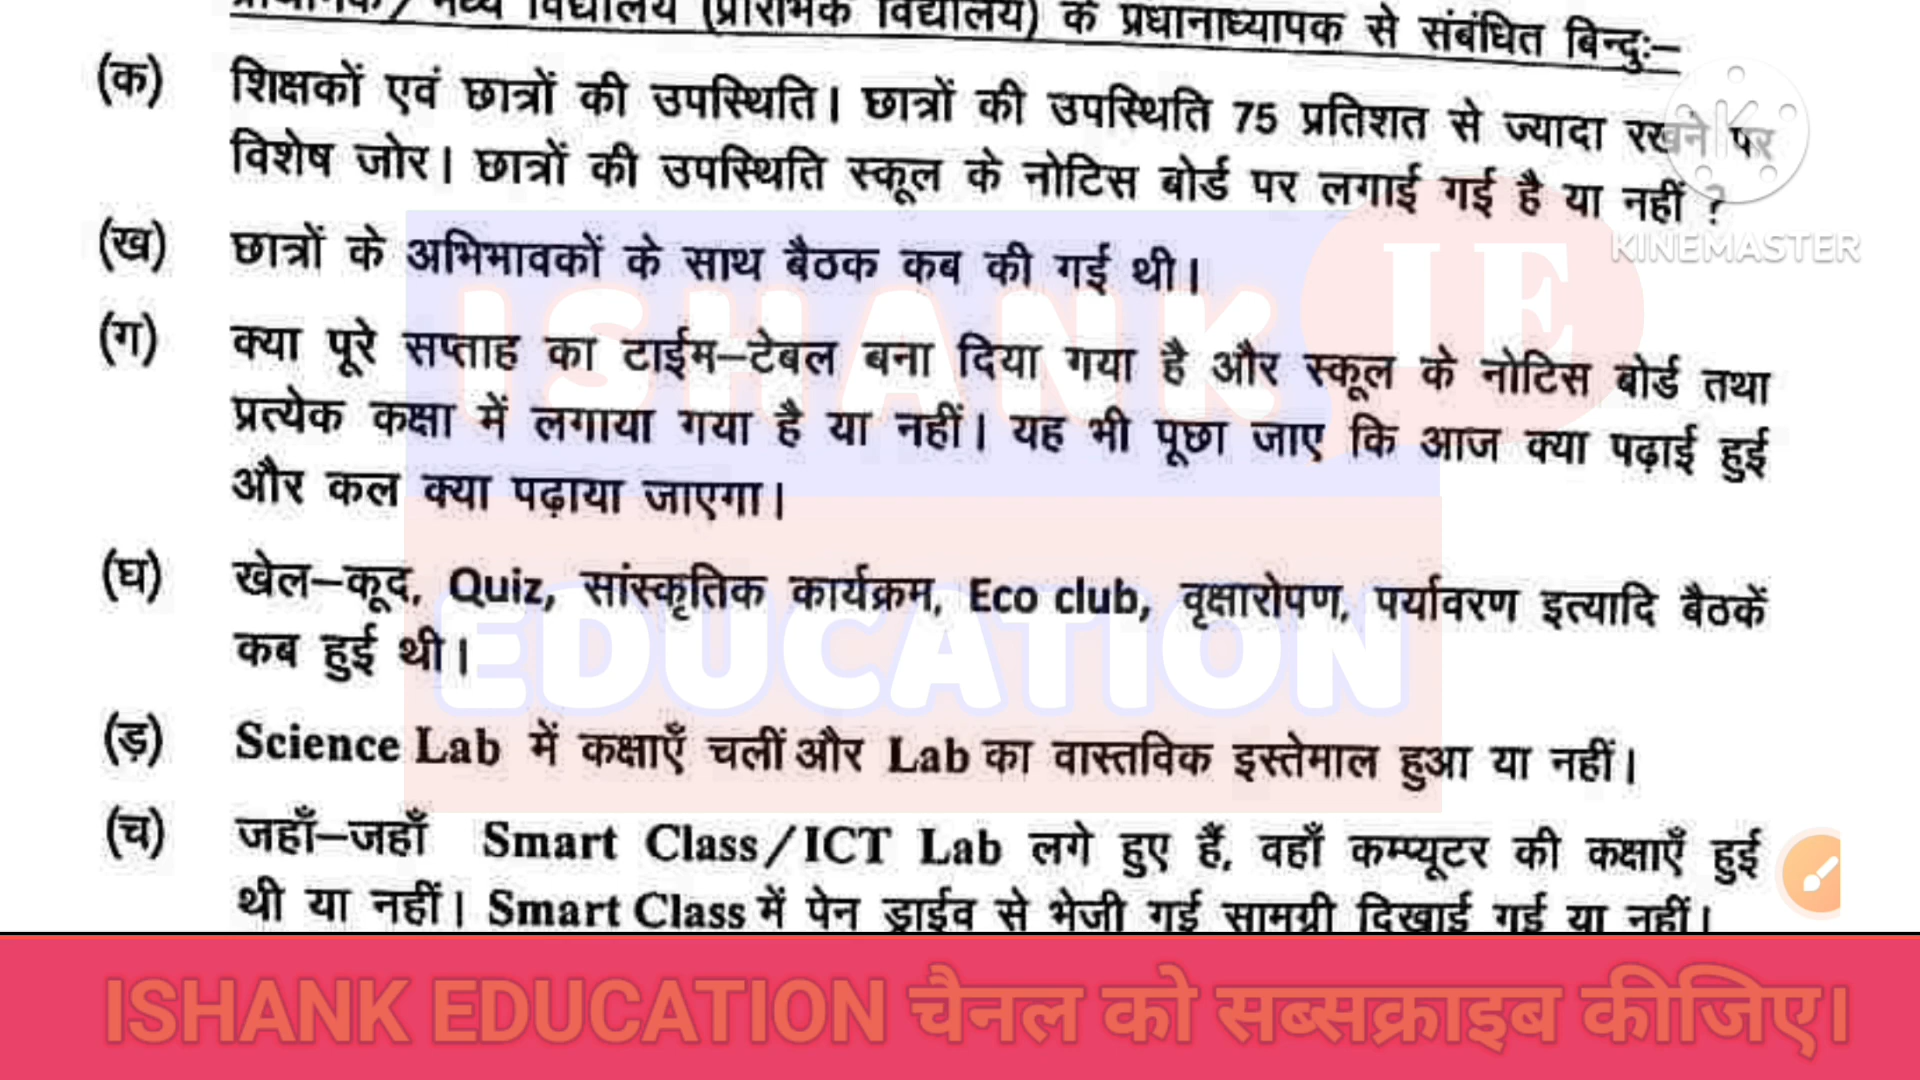 प्राथमिक/मध्य विद्यालय (प्रारंभिक विद्यालय) के प्रधानाध्यापक से संबंधित बिन्दुः–
(क) शिक्षकों एवं छात्रों की उपस्थिति। छात्रों की उपस्थिति 75 प्रतिशत से ज्यादा रखने पर
विशेष जोर। छात्रों की उपस्थिति स्कूल के नोटिस बोर्ड पर लगाई गई है या नहीं ?
KINEMASTER
IE
(ख) छात्रों के अभिभावकों के साथ बैठक कब की गई थी।
ISHANK
(ग) क्या पूरे सप्ताह का टाईम–टेबल बना दिया गया है और स्कूल के नोटिस बोर्ड तथा
प्रत्येक कक्षा में लगाया गया है या नहीं। यह भी पूछा जाए कि आज क्या पढ़ाई हुई
और कल क्या पढ़ाया जाएगा।
(घ) खेल–कूद, Quiz, सांस्कृतिक कार्यक्रम, Eco club, वृक्षारोपण, पर्यावरण इत्यादि बैठकें
कब हुई थी।
EDUCATION
(ड़) Science Lab में कक्षाएँ चलीं और Lab का वास्तविक इस्तेमाल हुआ या नहीं।
(च) जहाँ–जहाँ Smart Class/ICT Lab लगे हुए हैं, वहाँ कम्प्यूटर की कक्षाएँ हुई
थी या नहीं। Smart Class में पेन ड्राईव से भेजी गई सामग्री दिखाई गई या नहीं।
ISHANK EDUCATION चैनल को सब्सक्राइब कीजिए।